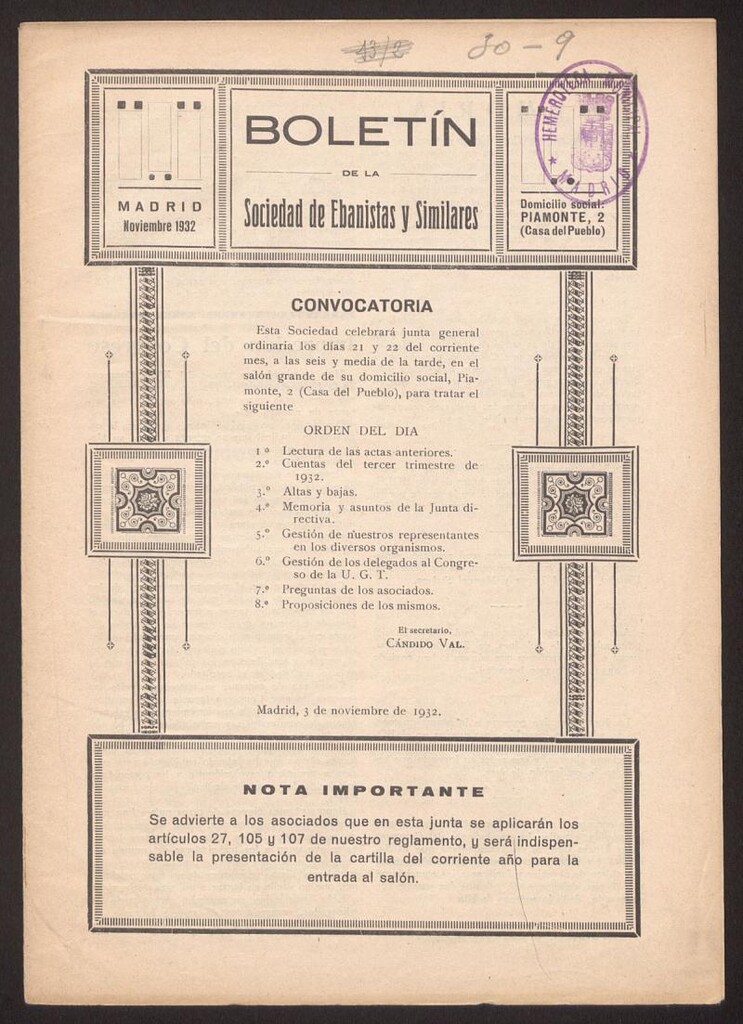 13/2
30-9
BOLETÍN
DE LA
Sociedad de Ebanistas y Similares
MADRID
Noviembre 1932
Domicilio social:
PIAMONTE, 2
(Casa del Pueblo)
HEMEROTECA MUNICIPAL
MADRID
CONVOCATORIA
Esta Sociedad celebrará junta general
ordinaria los días 21 y 22 del corriente
mes, a las seis y media de la tarde, en el
salón grande de su domicilio social, Pia-
monte, 2 (Casa del Pueblo), para tratar el
siguiente
ORDEN DEL DIA
1.º Lectura de las actas anteriores.
2.º Cuentas del tercer trimestre de
1932.
3.º Altas y bajas.
4.º Memoria y asuntos de la Junta di-
rectiva.
5.º Gestión de nuestros representantes
en los diversos organismos.
6.º Gestión de los delegados al Congre-
so de la U. G. T.
7.º Preguntas de los asociados.
8.º Proposiciones de los mismos.
El secretario,
CÁNDIDO VAL.
Madrid, 3 de noviembre de 1932.
NOTA IMPORTANTE
Se advierte a los asociados que en esta junta se aplicarán los
artículos 27, 105 y 107 de nuestro reglamento, y será indispen-
sable la presentación de la cartilla del corriente año para la
entrada al salón.